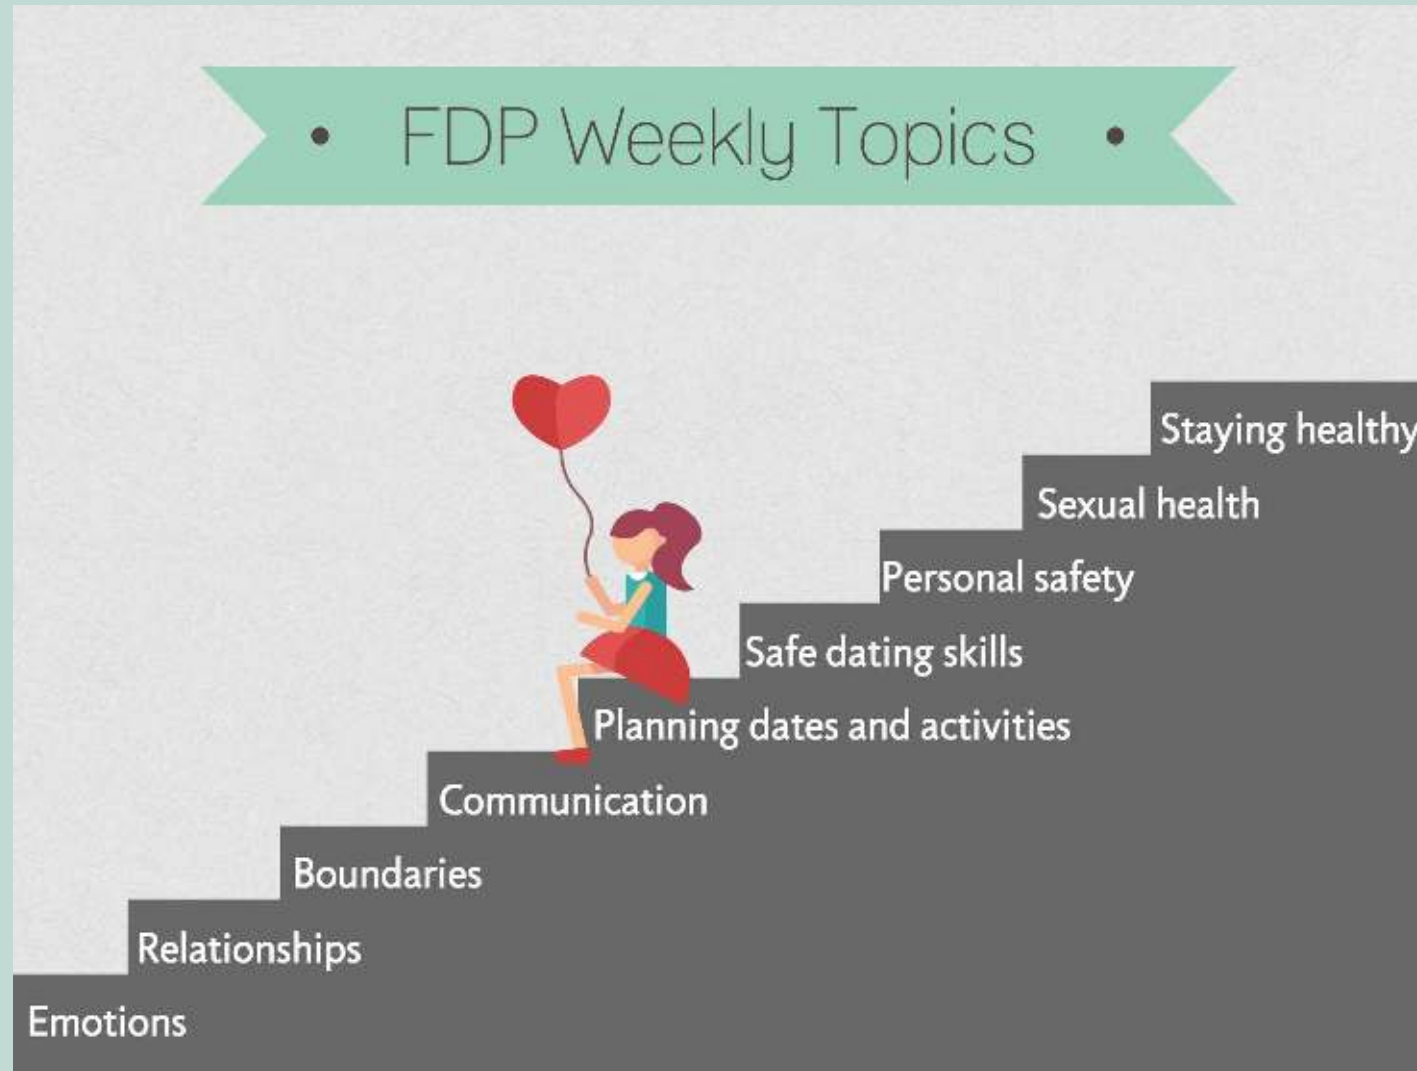 • FDP Weekly Topics •
Staying healthy
Sexual health
Personal safety
Safe dating skills
Planning dates and activities
Communication
Boundaries
Relationships
Emotions